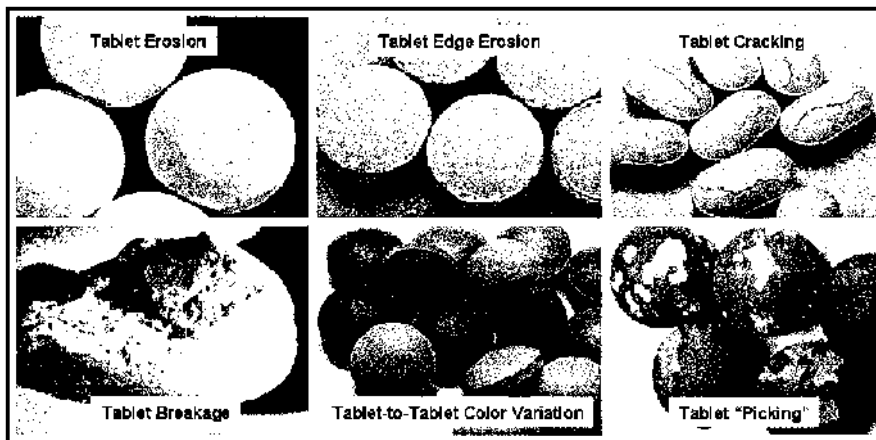 Tablet Erosion
Tablet Edge Erosion
Tablet Cracking
Tablet Breakage
Tablet-to-Tablet Color Variation
Tablet "Picking"